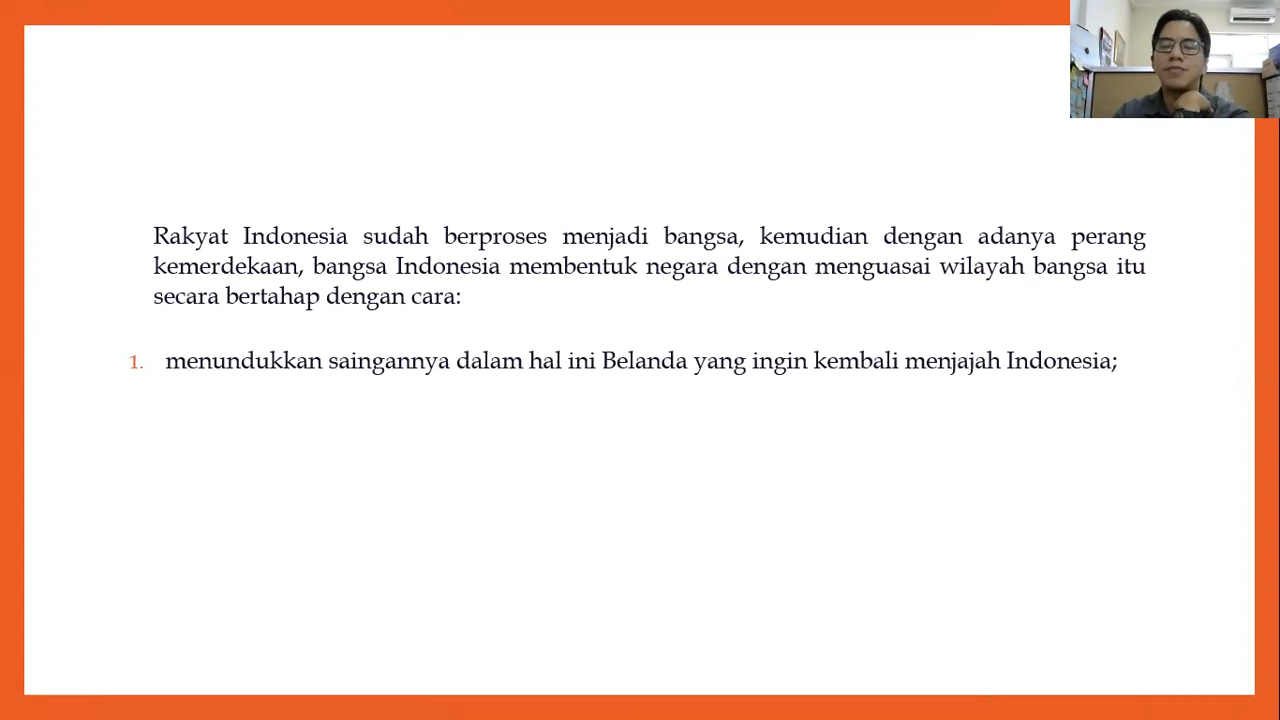 Rakyat Indonesia sudah berproses menjadi bangsa, kemudian dengan adanya perang
kemerdekaan, bangsa Indonesia membentuk negara dengan menguasai wilayah bangsa itu
secara bertahap dengan cara:
1. menundukkan saingannya dalam hal ini Belanda yang ingin kembali menjajah Indonesia;